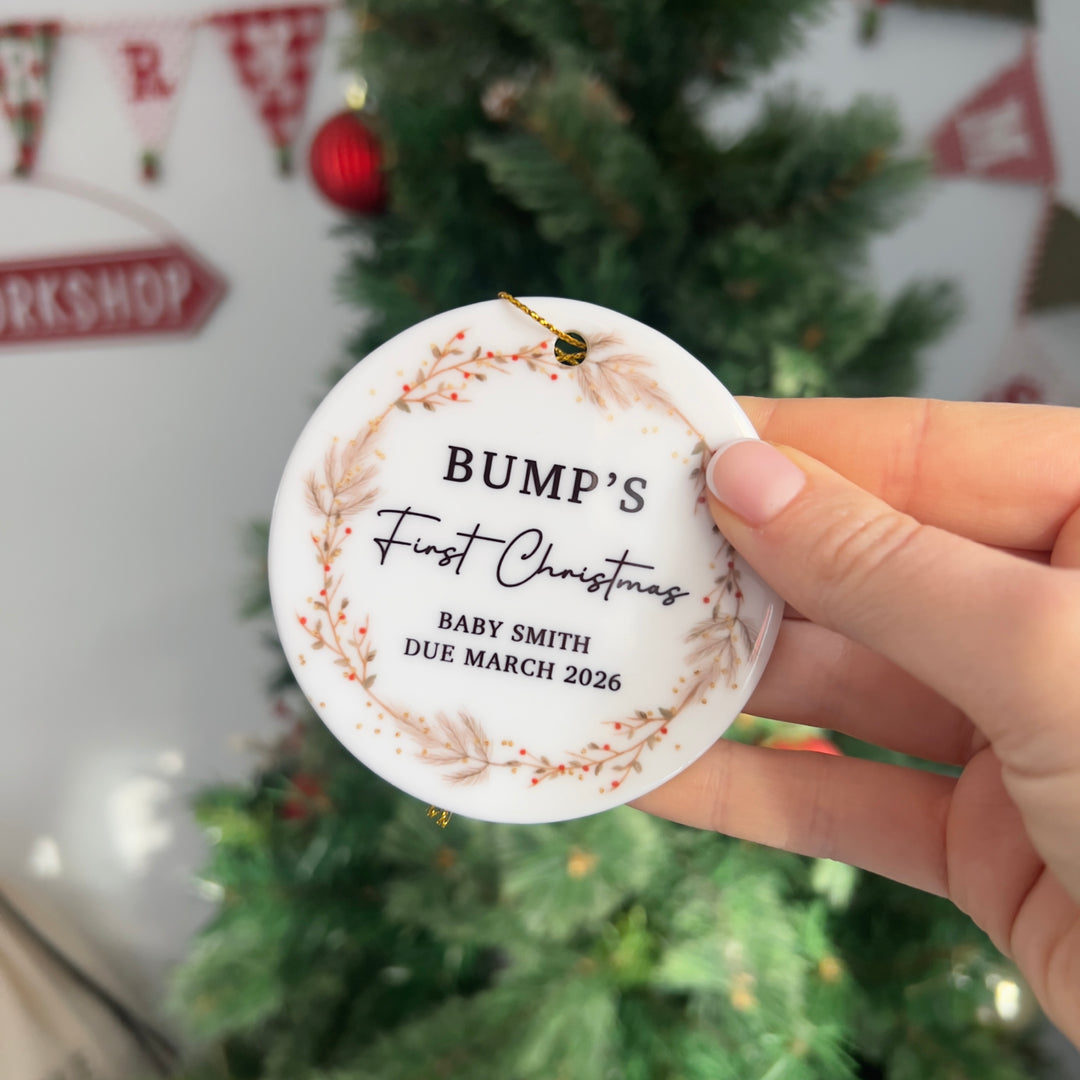 R
M
ORKSHOP
BUMP'S
First Christmas
BABY SMITH
DUE MARCH 2026